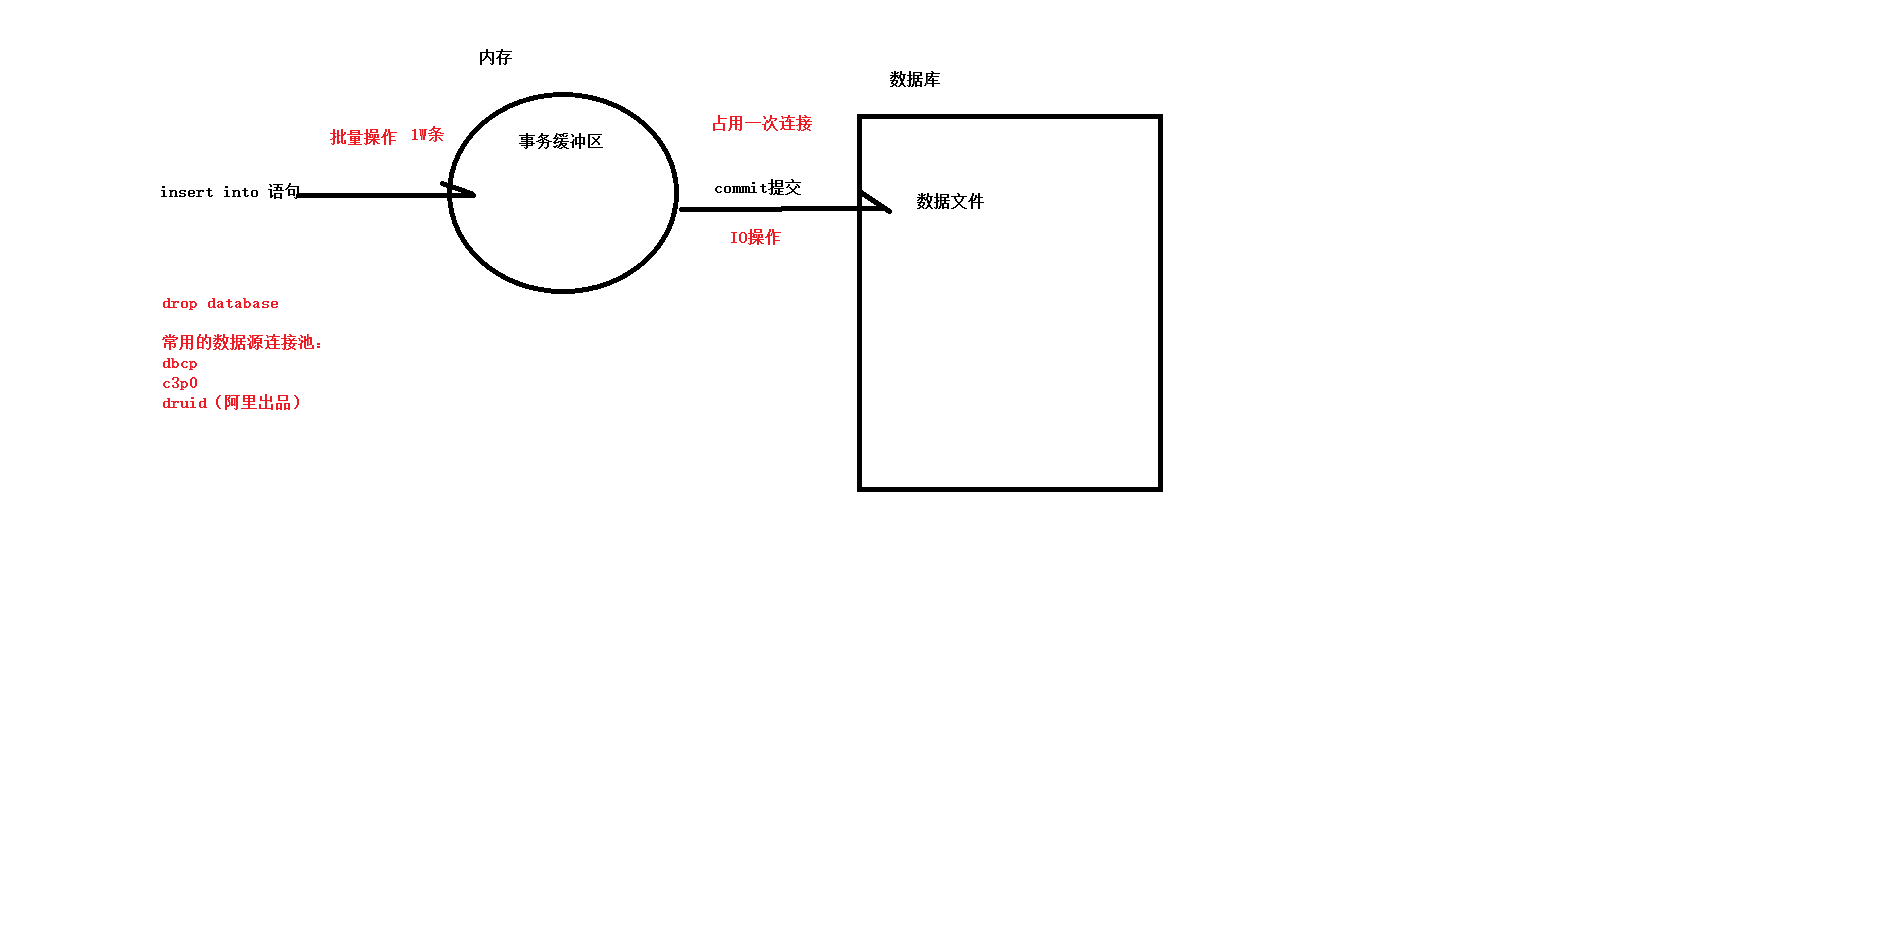 内存
数据库
批量操作 1W条
事务缓冲区
占用一次连接
insert into 语句
commit提交
数据文件
IO操作
drop database
常用的数据源连接池：
dbcp
c3p0
druid（阿里出品）